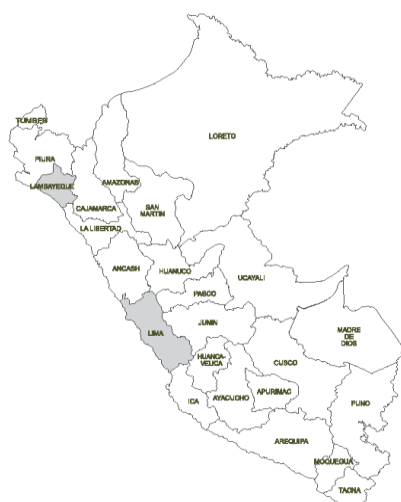 TUMBES
LORETO
PIURA
AMAZONAS
LAMBAYEQUE
SAN
MARTIN
CAJAMARCA
LA LIBERTAD
ANCASH
HUANUCO
UCAYALI
PASCO
LIMA
JUNIN
MADRE
DE
DIOS
HUANCA-
VELICA
CUSCO
ICA
AYACUCHO
APURIMAC
PUNO
AREQUIPA
MOQUEGUA
TACNA